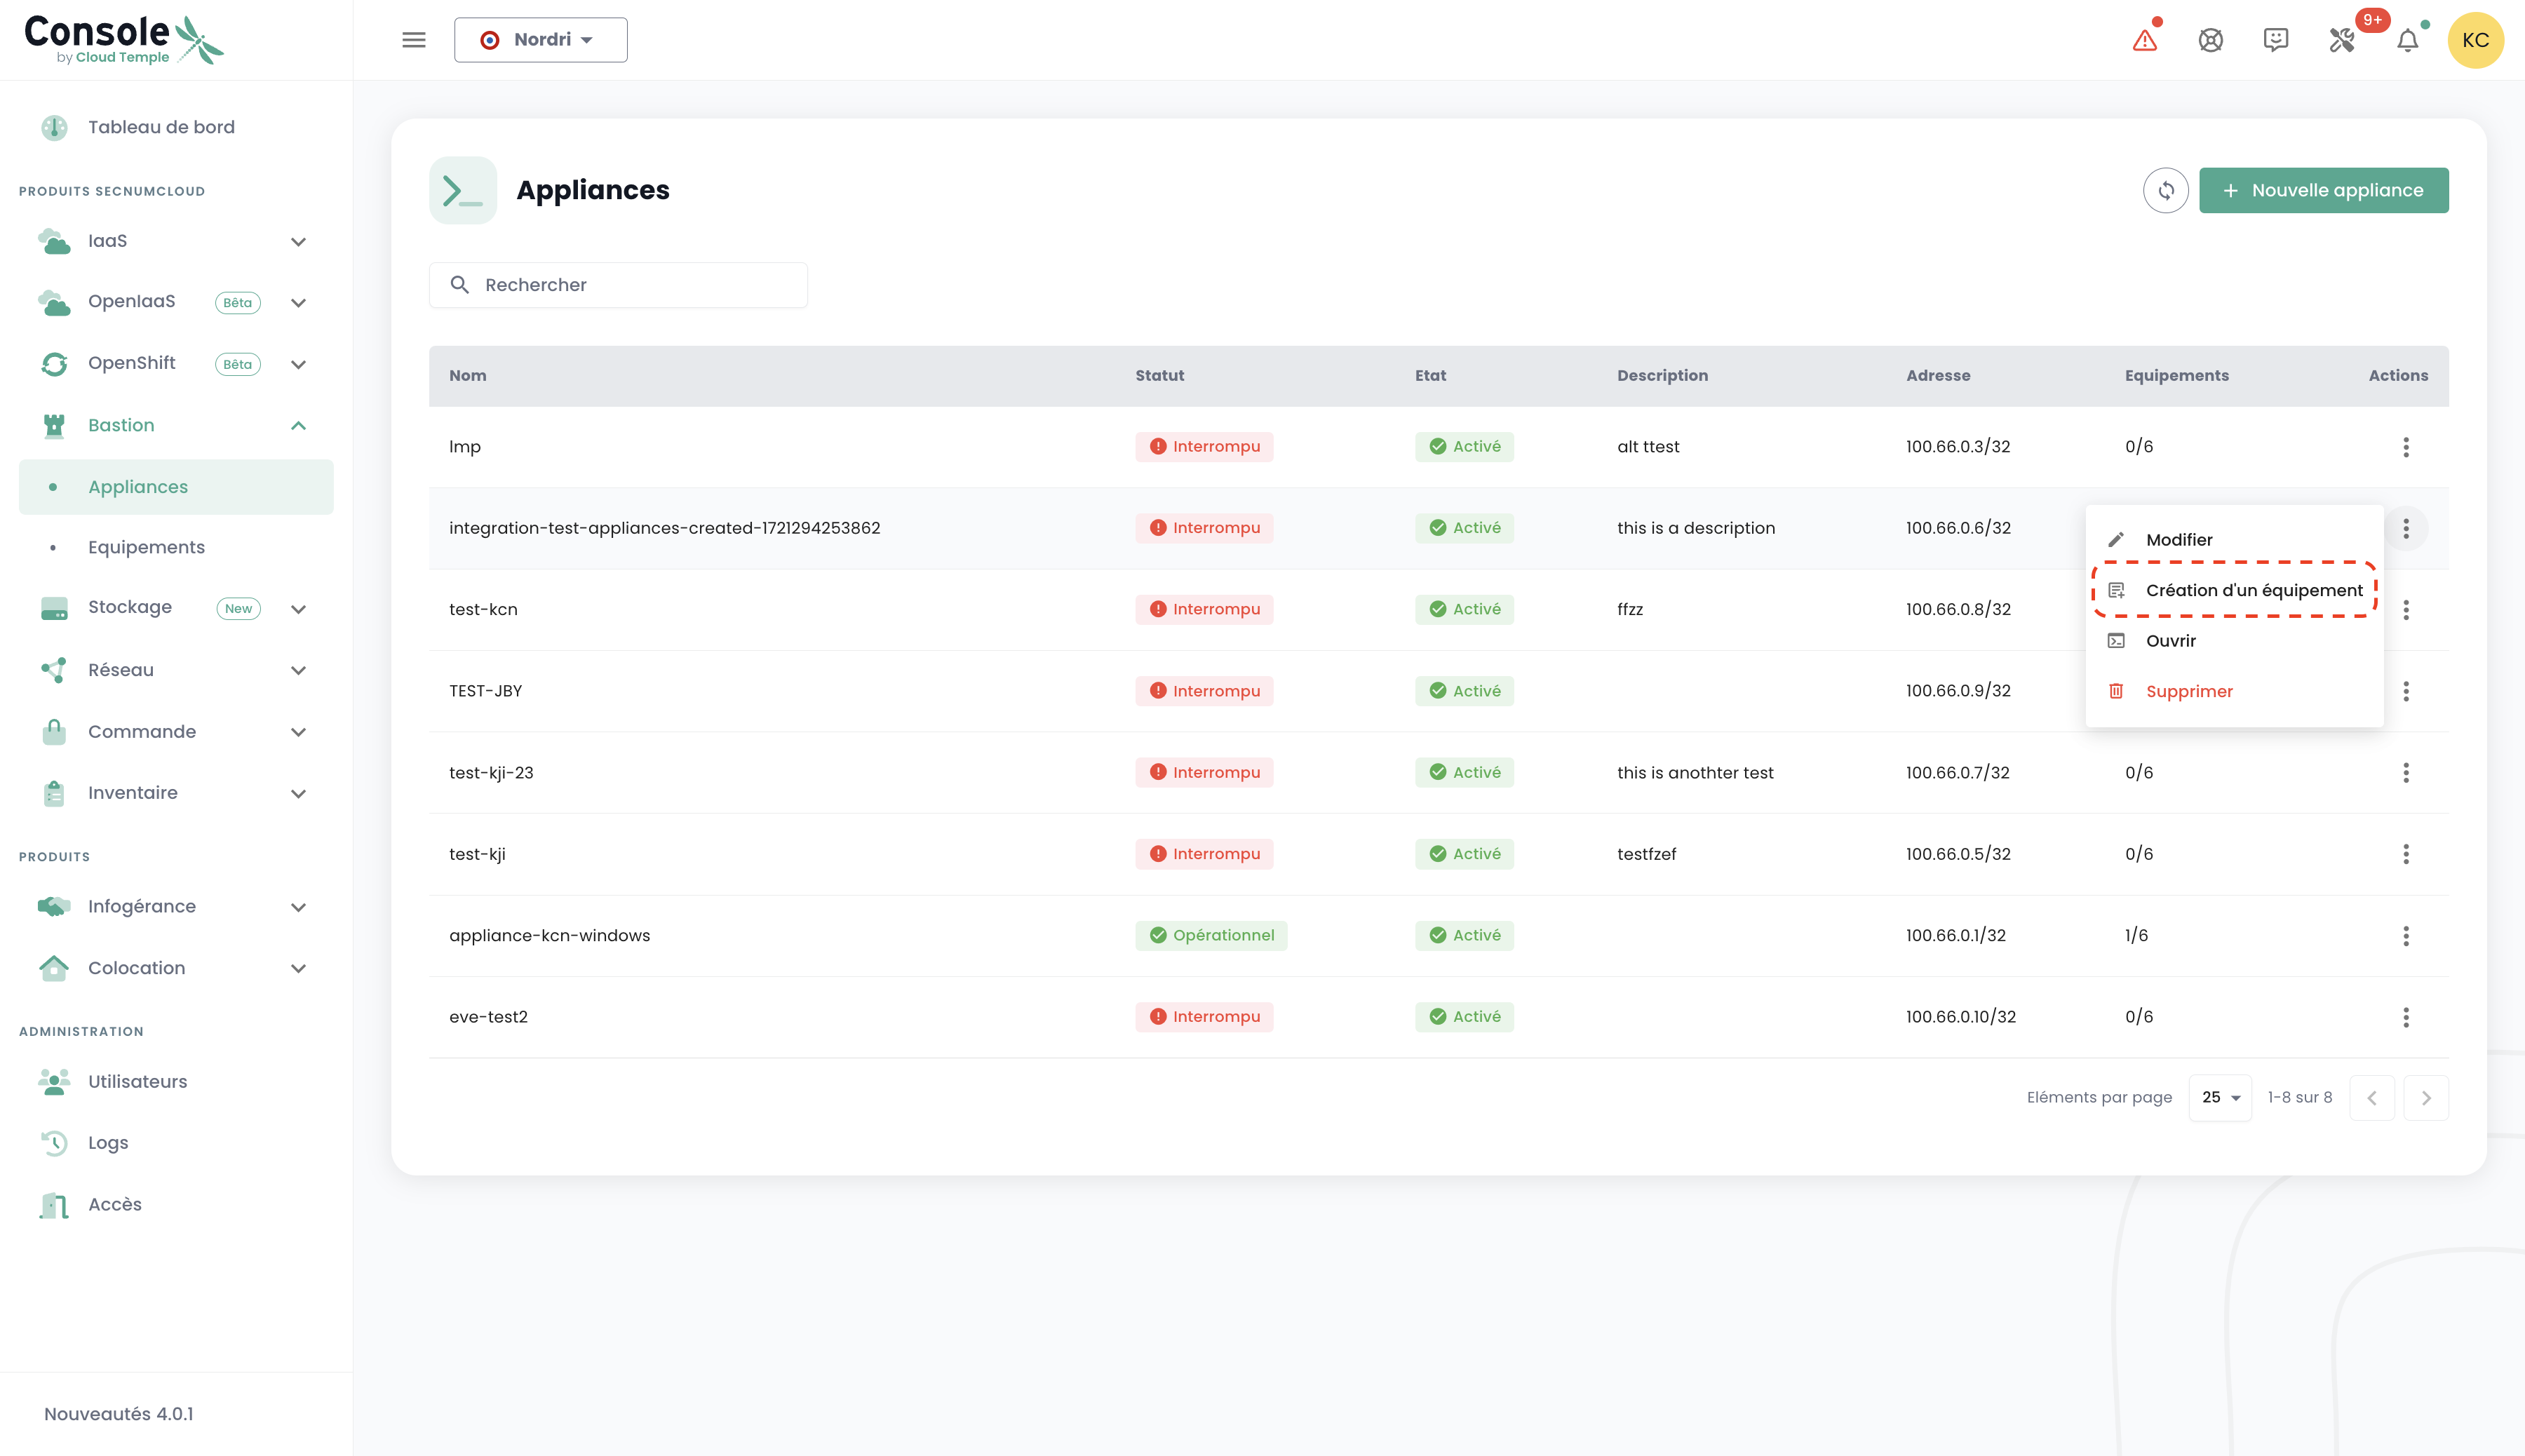 Console
by Cloud Temple
Nordri
9+
KC
Tableau de bord
PRODUITS SECNUMCLOUD
IaaS
OpenIaaS Bêta
OpenShift Bêta
Bastion
Appliances
Equipements
Stockage New
Réseau
Commande
Inventaire
PRODUITS
Infogérance
Colocation
ADMINISTRATION
Utilisateurs
Logs
Accès
Nouveautés 4.0.1
Appliances
+ Nouvelle appliance
Rechercher
Nom Statut Etat Description Adresse Equipements Actions
lmp Interrompu Activé alt ttest 100.66.0.3/32 0/6
integration-test-appliances-created-1721294253862 Interrompu Activé this is a description 100.66.0.6/32
test-kcn Interrompu Activé ffzz 100.66.0.8/32
TEST-JBY Interrompu Activé 100.66.0.9/32
test-kji-23 Interrompu Activé this is anothter test 100.66.0.7/32 0/6
test-kji Interrompu Activé testfzef 100.66.0.5/32 0/6
appliance-kcn-windows Opérationnel Activé 100.66.0.1/32 1/6
eve-test2 Interrompu Activé 100.66.0.10/32 0/6
Modifier
Création d'un équipement
Ouvrir
Supprimer
Eléments par page 25 1-8 sur 8